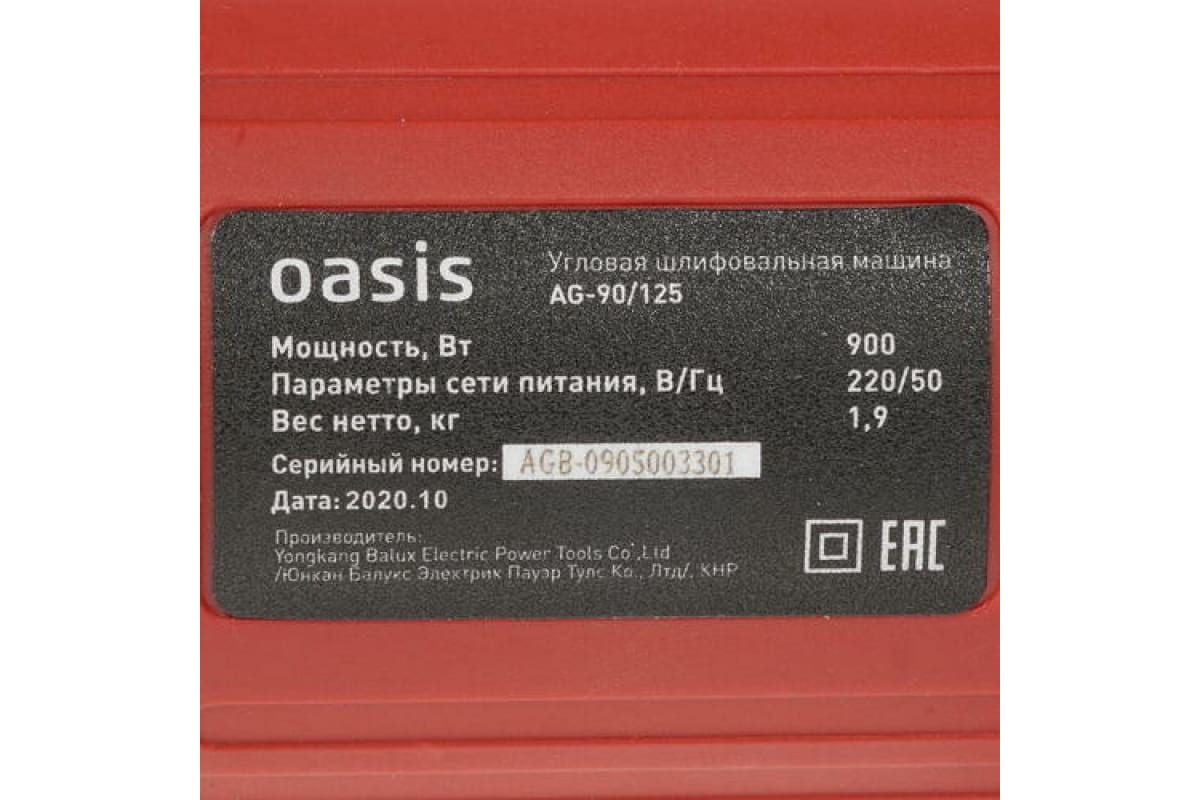 oasis
Угловая шлифовальная машина
AG-90/125
Мощность, Вт 900
Параметры сети питания, В/Гц 220/50
Вес нетто, кг 1,9
Серийный номер: AGB-0905003301
Дата: 2020.10
Производитель:
Yongkang Balux Electric Power Tools Co.,Ltd
/Юнкан Балукс Электрик Пауэр Тулс Ко., Лтд/, КНР
EAC